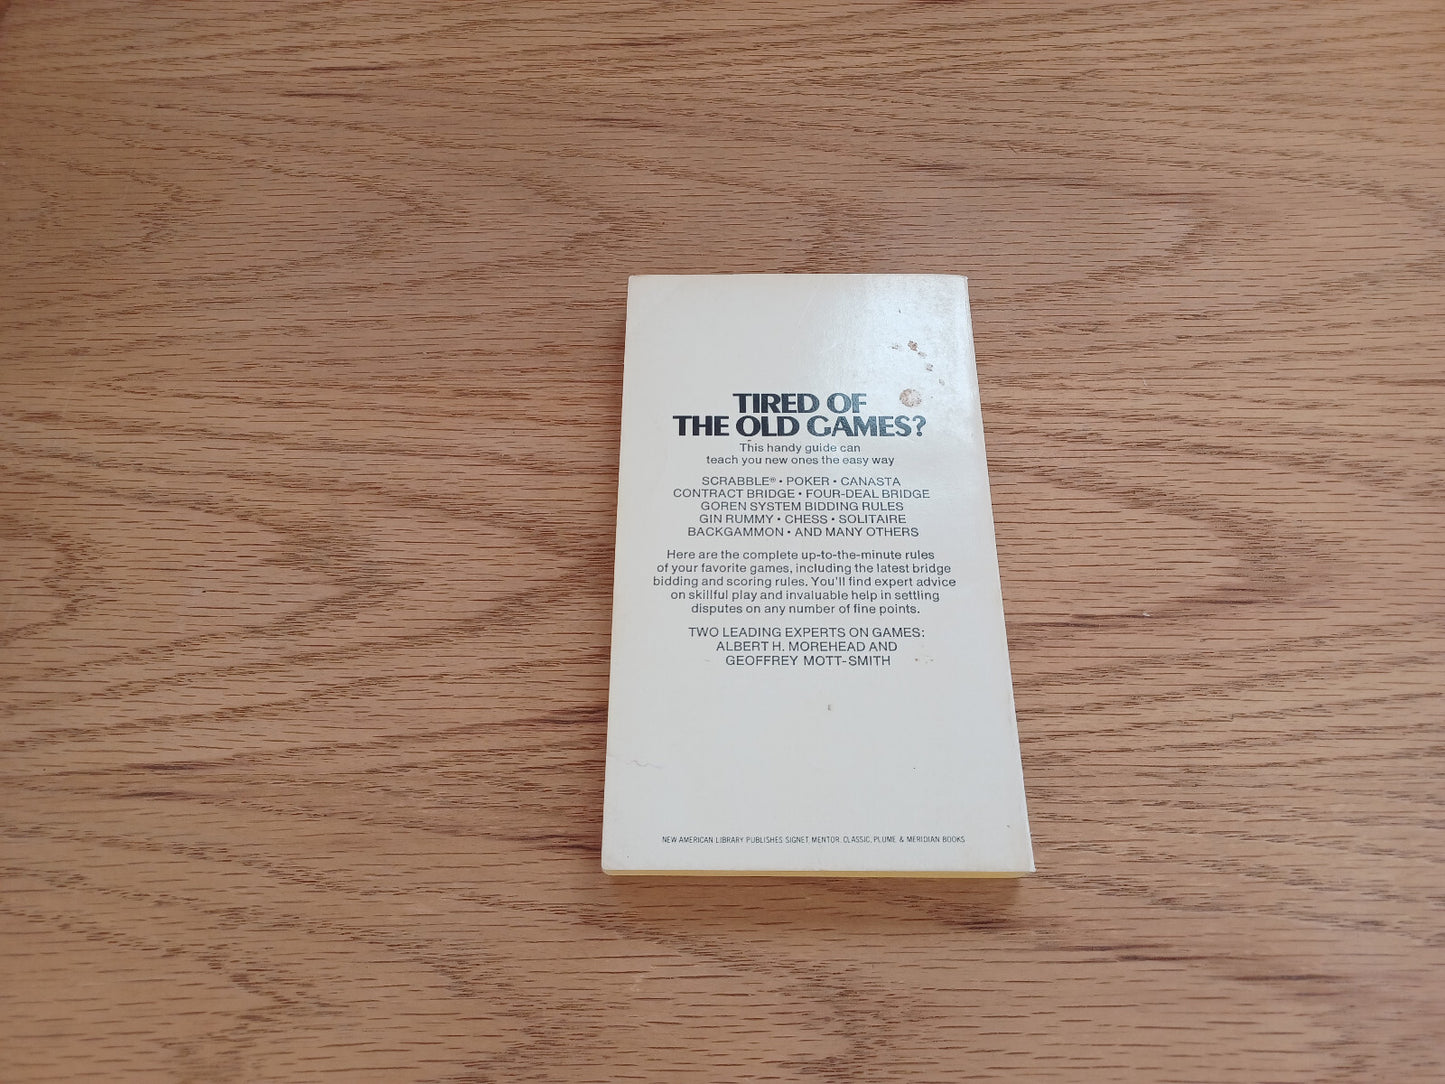 TIRED OF
THE OLD GAMES?
This handy guide can
teach you new ones the easy way
SCRABBLE® • POKER • CANASTA
CONTRACT BRIDGE • FOUR-DEAL BRIDGE
GOREN SYSTEM BIDDING RULES
GIN RUMMY • CHESS • SOLITAIRE
BACKGAMMON • AND MANY OTHERS
Here are the complete up-to-the-minute rules
of your favorite games, including the latest bridge
bidding and scoring rules. You'll find expert advice
on skillful play and invaluable help in settling
disputes on any number of fine points.
TWO LEADING EXPERTS ON GAMES:
ALBERT H. MOREHEAD AND
GEOFFREY MOTT-SMITH
NEW AMERICAN LIBRARY PUBLISHES SIGNET, MENTOR, CLASSIC, PLUME & MERIDIAN BOOKS